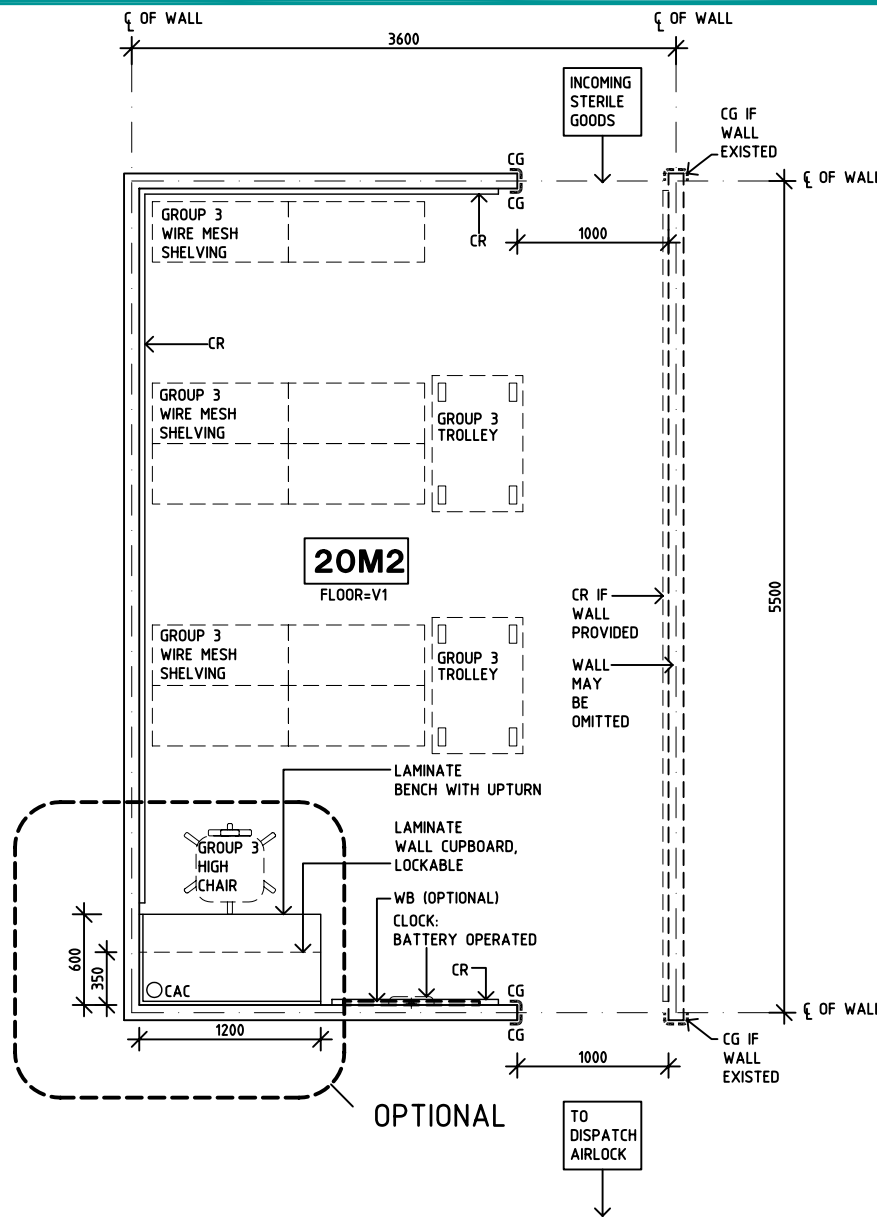 ℄ OF WALL
℄ OF WALL
3600
INCOMING
STERILE
GOODS
CG IF
WALL
EXISTED
CG
℄ OF WALL
CG
GROUP 3
WIRE MESH
SHELVING
CR
1000
CR
GROUP 3
WIRE MESH
SHELVING
GROUP 3
TROLLEY
20M2
FLOOR=V1
CR IF
WALL
PROVIDED
5500
GROUP 3
WIRE MESH
SHELVING
GROUP 3
TROLLEY
WALL
MAY
BE
OMITTED
LAMINATE
BENCH WITH UPTURN
LAMINATE
WALL CUPBOARD,
LOCKABLE
GROUP 3
HIGH
CHAIR
WB (OPTIONAL)
CLOCK:
BATTERY OPERATED
600
350
CR
CAC
CG
℄ OF WALL
1200
CG
CG IF
WALL
EXISTED
1000
OPTIONAL
TO
DISPATCH
AIRLOCK